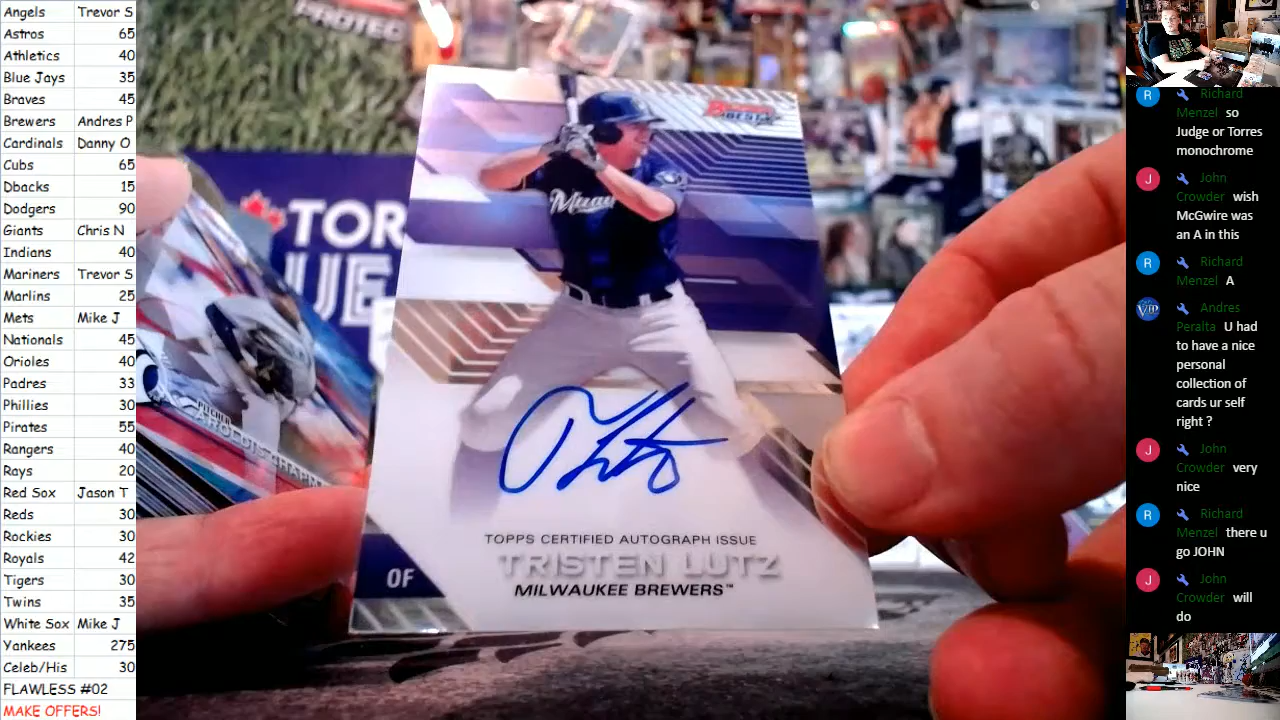 Angels Trevor S
Astros 65
Athletics 40
Blue Jays 35
Braves 45
Brewers Andres P
Cardinals Danny O
Cubs 65
Dbacks 15
Dodgers 90
Giants Chris N
Indians 40
Mariners Trevor S
Marlins 25
Mets Mike J
Nationals 45
Orioles 40
Padres 33
Phillies 30
Pirates 55
Rangers 40
Rays 20
Red Sox Jason T
Reds 30
Rockies 30
Royals 42
Tigers 30
Twins 35
White Sox Mike J
Yankees 275
Celeb/His 30
FLAWLESS #02
MAKE OFFERS!
TOR
UE
PITCHER
BEST
TOPPS CERTIFIED AUTOGRAPH ISSUE
TRISTEN LUTZ
OF
MILWAUKEE BREWERS™
R Richard
Menzel so
Judge or Torres
monochrome
J John
Crowder wish
McGwire was
an A in this
R Richard
Menzel A
Andres
Peralta U had
to have a nice
personal
collection of
cards ur self
right ?
J John
Crowder very
nice
R Richard
Menzel there u
go JOHN
J John
Crowder will
do